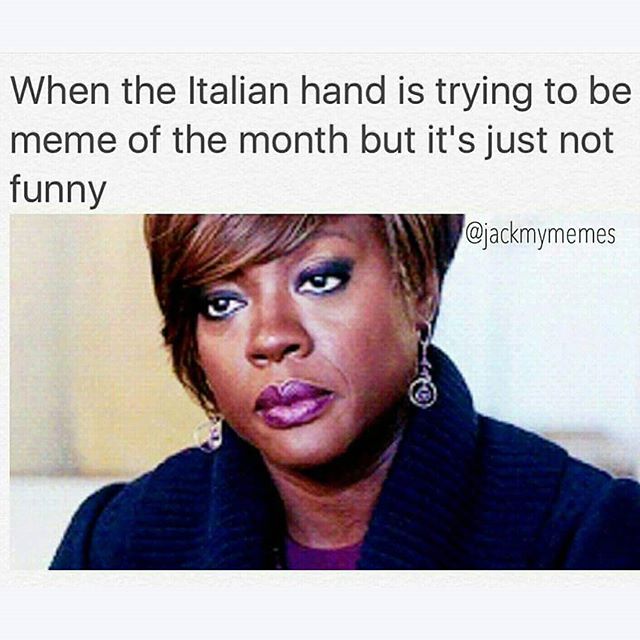 When the Italian hand is trying to be
meme of the month but it's just not
funny
@jackmymemes